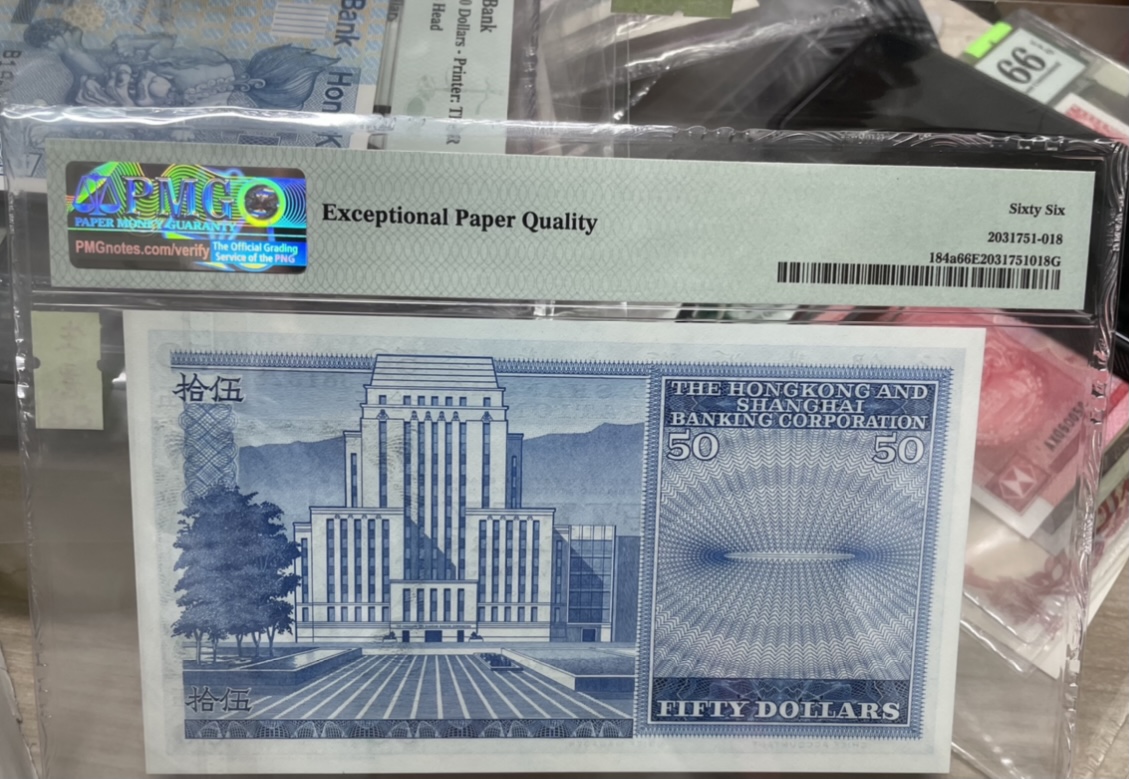 Bank
Hon
Bank
0 Dollars - Printer:
Head
66
PMG
PAPER MONEY GUARANTY
PMGnotes.com/verify
The Official Grading
Service of the PNG
Exceptional Paper Quality
Sixty Six
2031751-018
184a66E2031751018G
拾伍
THE HONGKONG AND
SHANGHAI
BANKING CORPORATION
50 50
拾伍
FIFTY DOLLARS